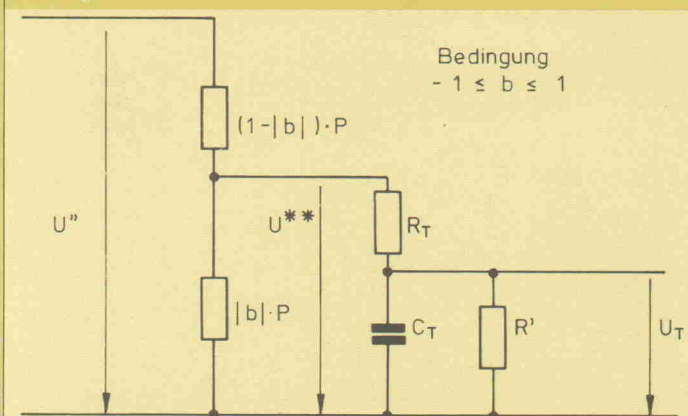 Bedingung
- 1 ≤ b ≤ 1
(1-|b|)·P
U"
U**
R_T
|b|·P
C_T
R'
U_T